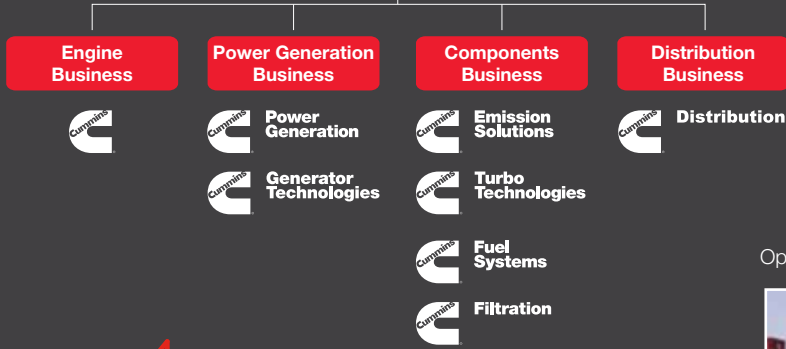 Engine
Business
Power Generation
Business
Components
Business
Distribution
Business
Cummins
Cummins
Power
Generation
Cummins
Generator
Technologies
Cummins
Emission
Solutions
Cummins
Turbo
Technologies
Cummins
Fuel
Systems
Cummins
Filtration
Cummins
Distribution
Op